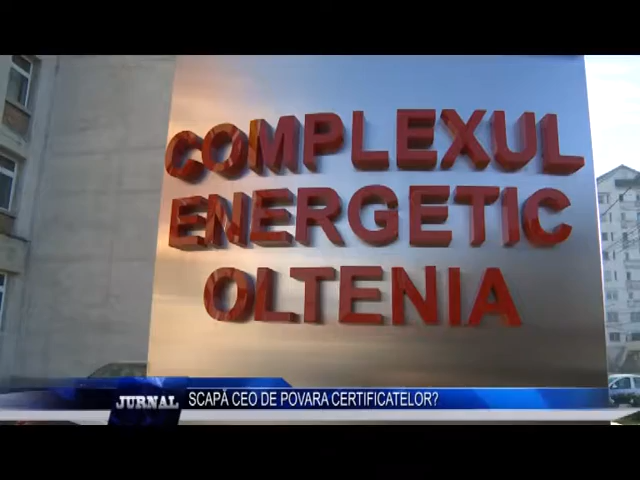 COMPLEXUL
ENERGETIC
OLTENIA
JURNAL
SCAPĂ CEO DE POVARA CERTIFICATELOR?